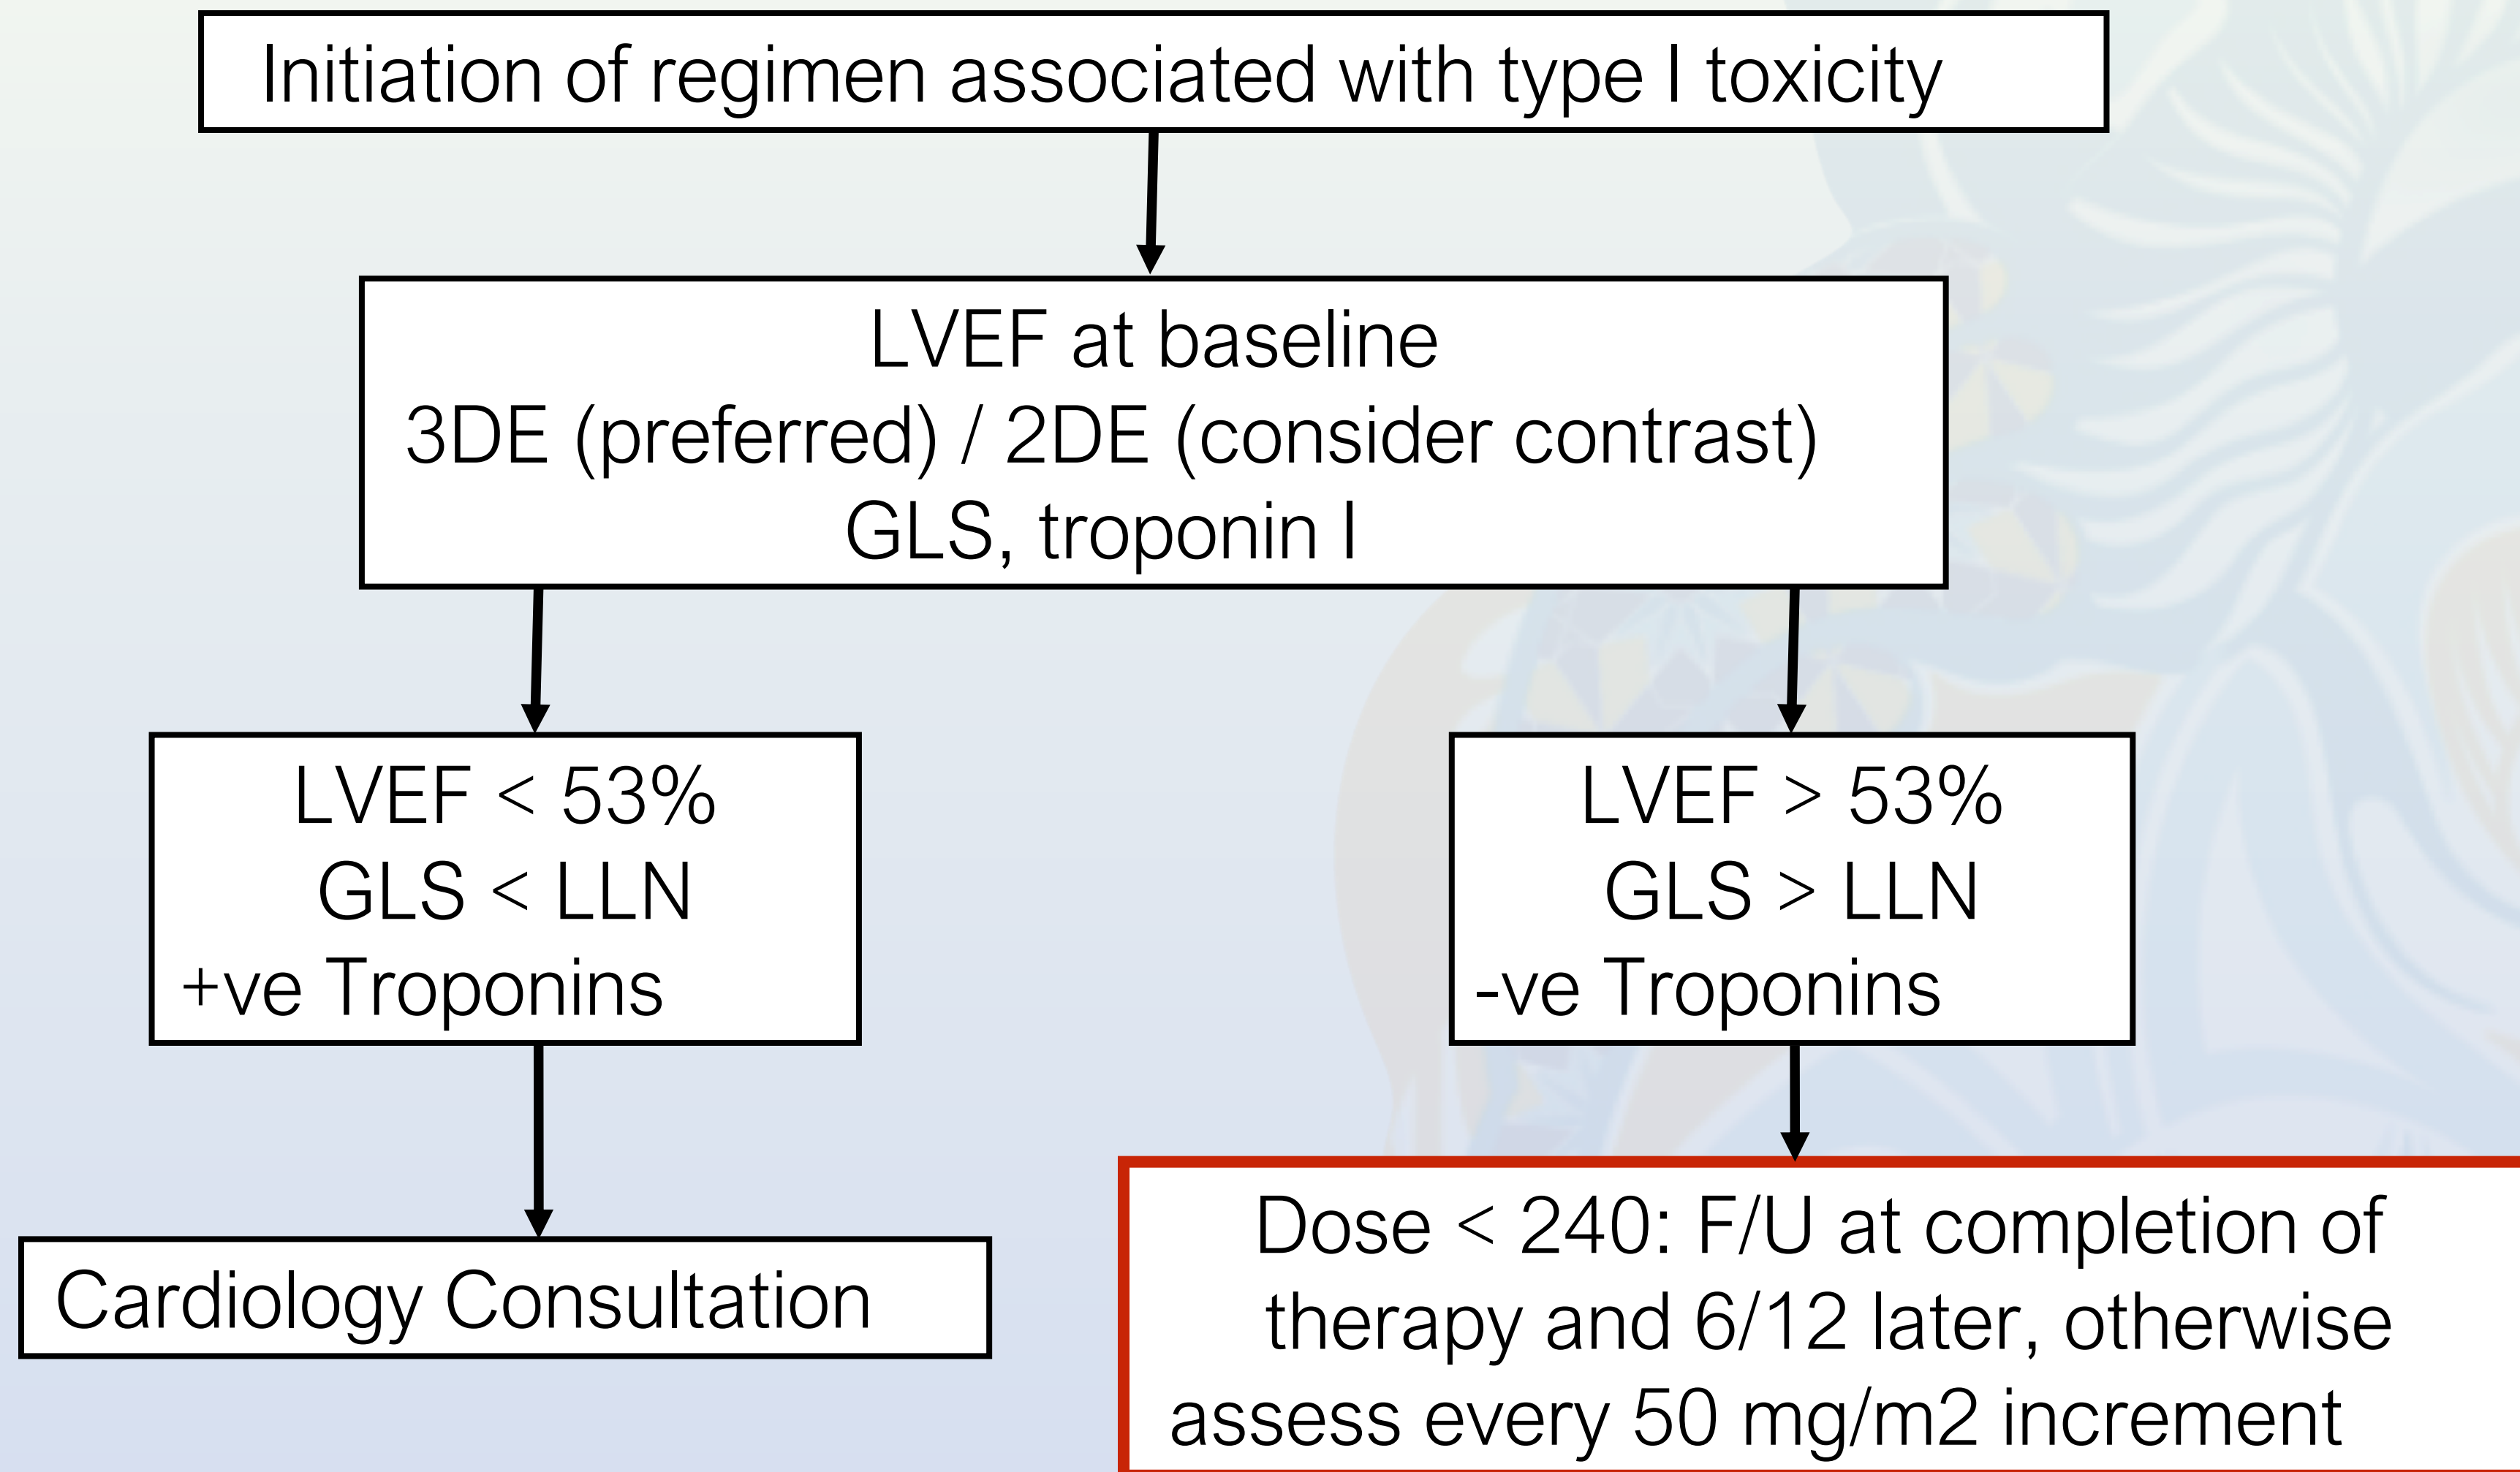 Initiation of regimen associated with type I toxicity
LVEF at baseline
3DE (preferred) / 2DE (consider contrast)
GLS, troponin I
LVEF < 53%
GLS < LLN
+ve Troponins
LVEF > 53%
GLS > LLN
-ve Troponins
Cardiology Consultation
Dose < 240: F/U at completion of
therapy and 6/12 later, otherwise
assess every 50 mg/m2 increment